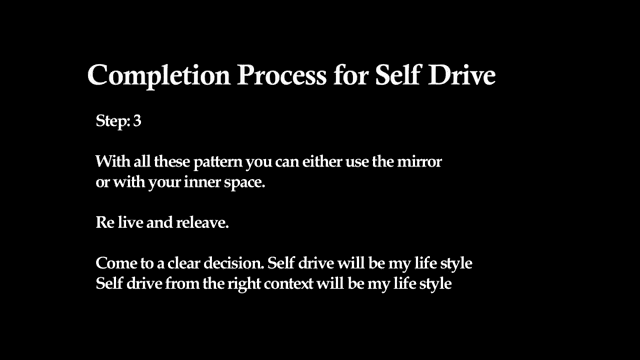 Completion Process for Self Drive
Step: 3
With all these pattern you can either use the mirror
or with your inner space.
Re live and releave.
Come to a clear decision. Self drive will be my life style
Self drive from the right context will be my life style